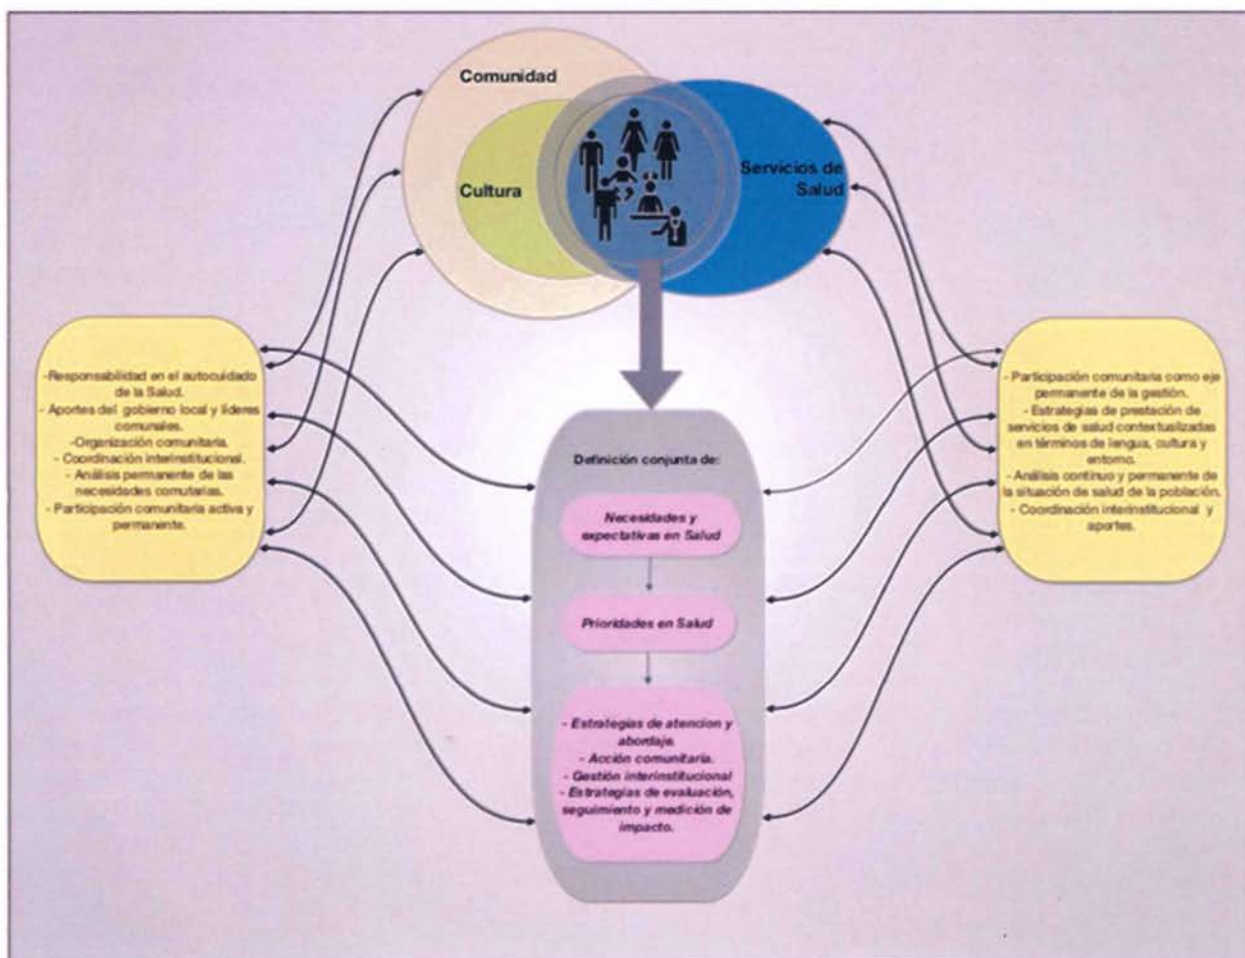 Comunidad
Cultura
Servicios de
Salud
-Responsabilidad en el autocuidado
de la Salud.
- Aportes del gobierno local y líderes
comunales.
-Organización comunitaria.
- Coordinación interinstitucional.
- Análisis permanente de las
necesidades comutarias.
- Participación comunitaria activa y
permanente.
Definición conjunta de:
Necesidades y
expectativas en Salud
Prioridades en Salud
- Estrategias de atencion y
abordaje.
- Acción comunitaria.
- Gestión interinstitucional
- Estrategias de evaluación,
seguimiento y medición de
impacto.
- Participación comunitaria como eje
permanente de la gestión.
- Estrategias de prestación de
servicios de salud contextualizadas
en términos de lengua, cultura y
entorno.
- Análisis continuo y permanente de
la situación de salud de la población.
- Coordinación interinstitucional y
aportes.